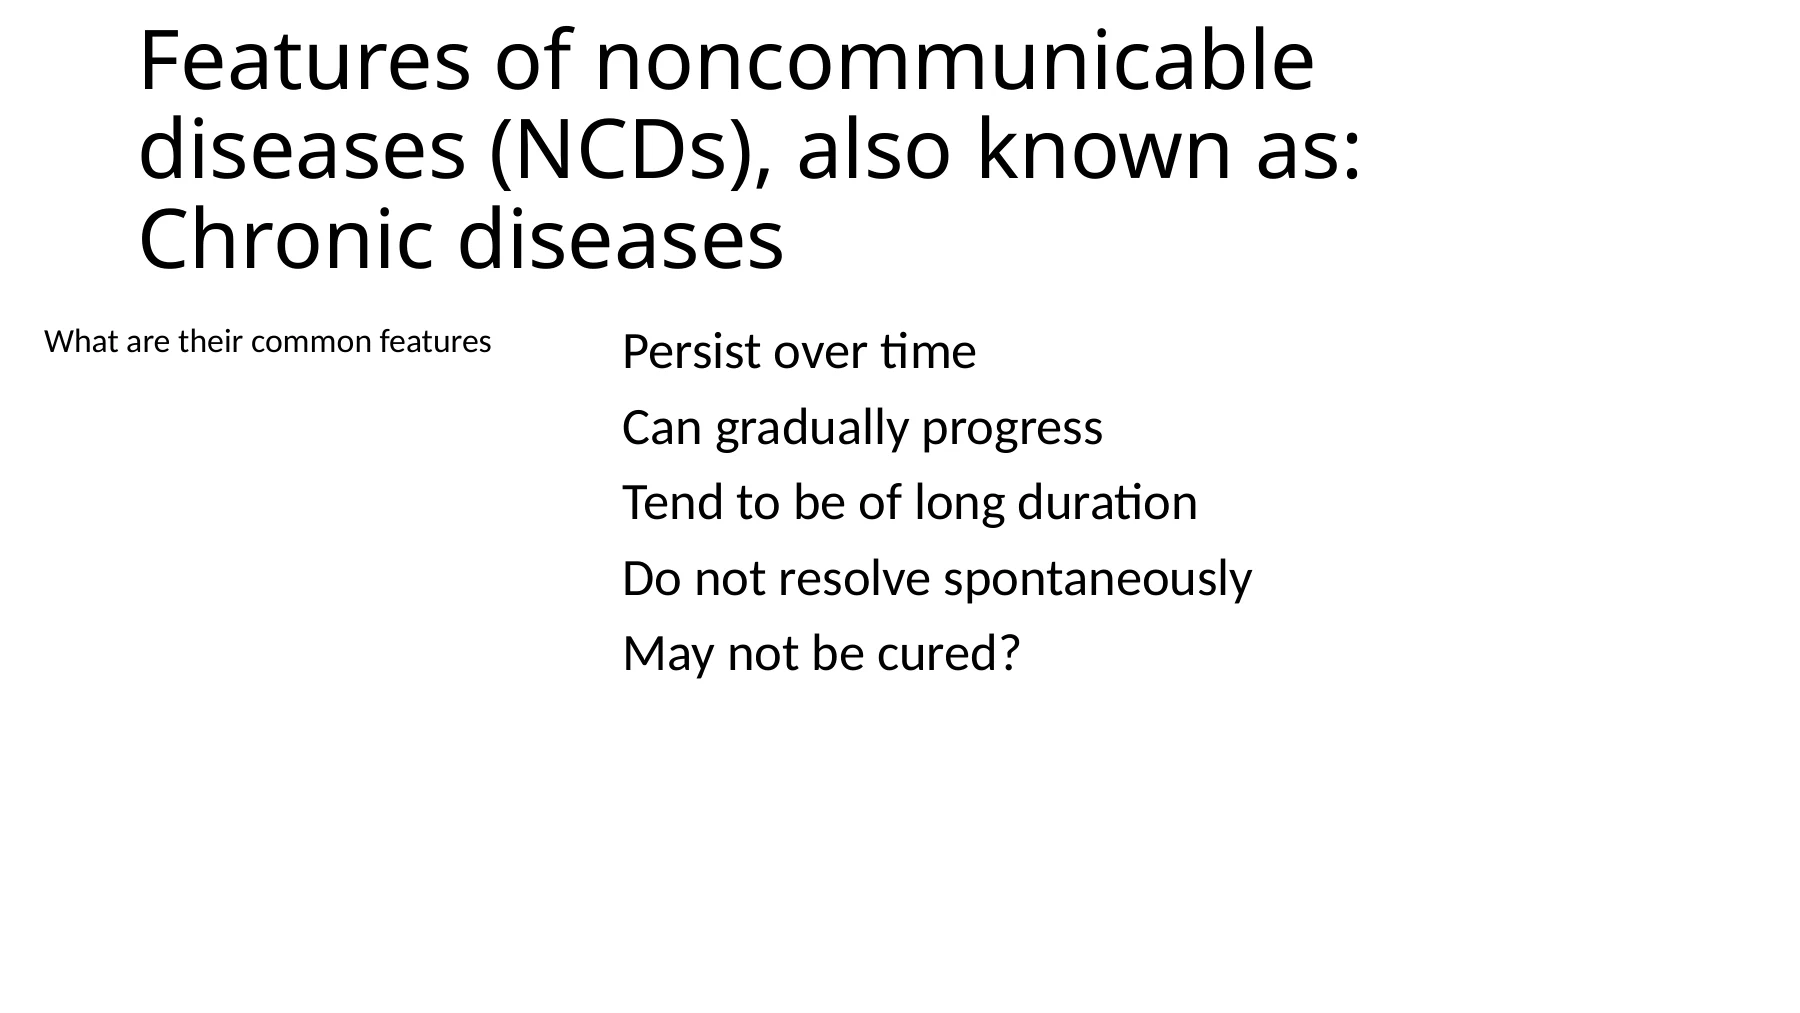 Features of noncommunicable
diseases (NCDs), also known as:
Chronic diseases
What are their common features
Persist over time
Can gradually progress
Tend to be of long duration
Do not resolve spontaneously
May not be cured?